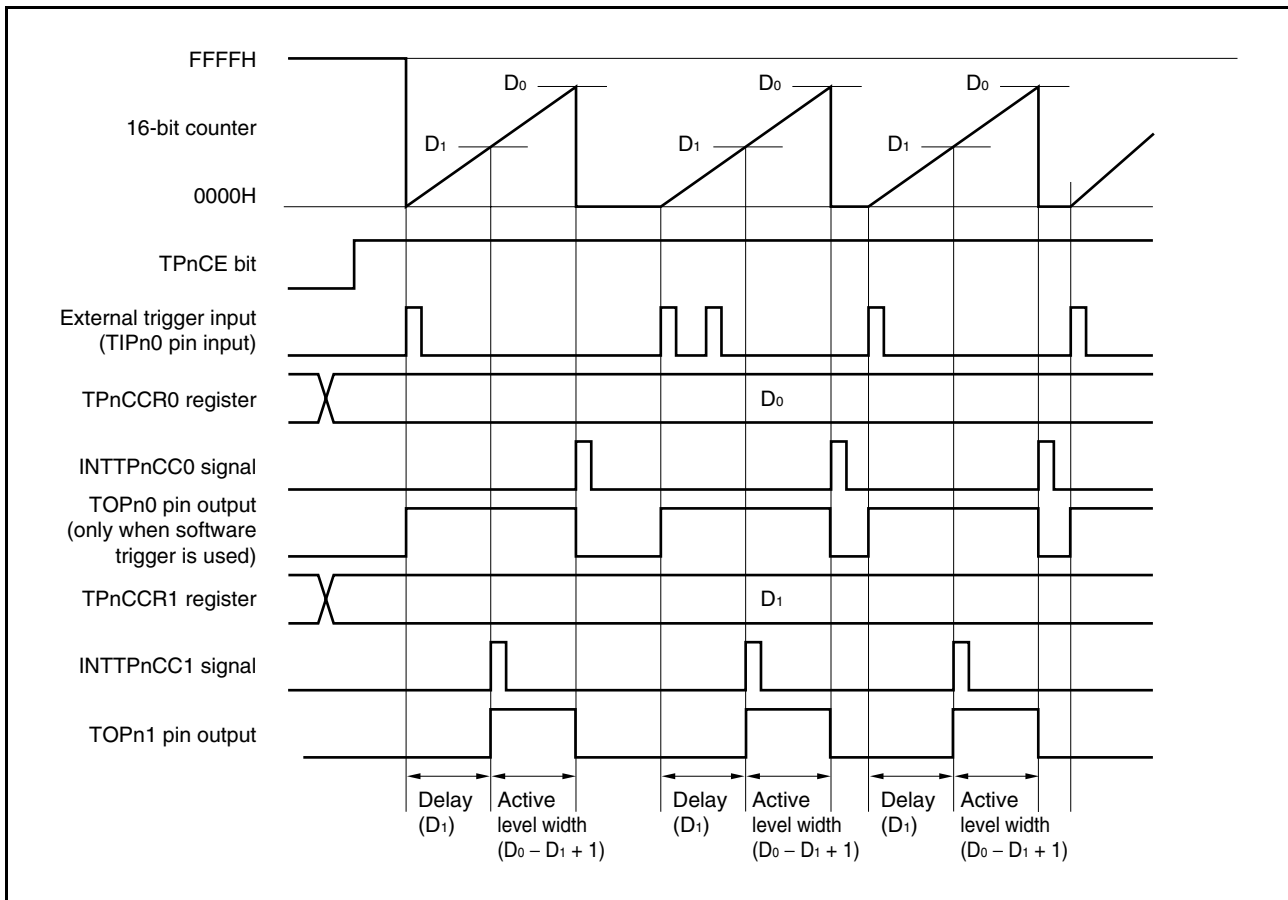 FFFFH
D0
D0
D0
16-bit counter
D1
D1
D1
0000H
TPnCE bit
External trigger input
(TIPn0 pin input)
TPnCCR0 register
D0
INTTPnCC0 signal
TOPn0 pin output
(only when software
trigger is used)
TPnCCR1 register
D1
INTTPnCC1 signal
TOPn1 pin output
Delay
(D1)
Active
level width
(D0 − D1 + 1)
Delay
(D1)
Active
level width
(D0 − D1 + 1)
Delay
(D1)
Active
level width
(D0 − D1 + 1)